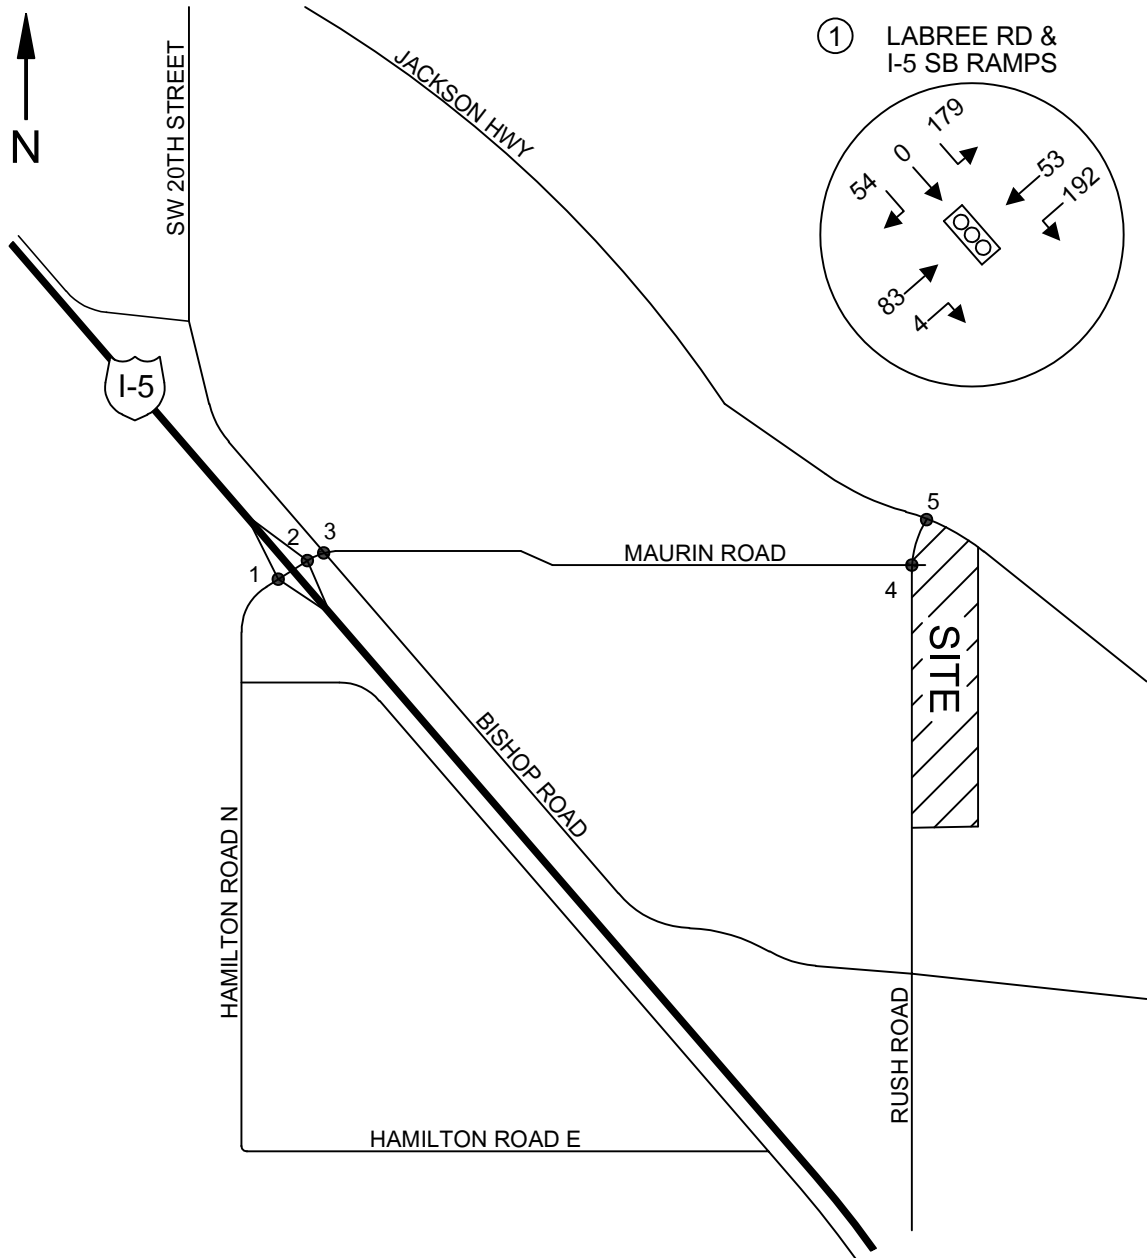 N
SW 20TH STREET
JACKSON HWY
1 LABREE RD &
I-5 SB RAMPS
179
0
54
53
192
83
4
I-5
1
2
3
MAURIN ROAD
5
4
SITE
BISHOP ROAD
HAMILTON ROAD N
RUSH ROAD
HAMILTON ROAD E